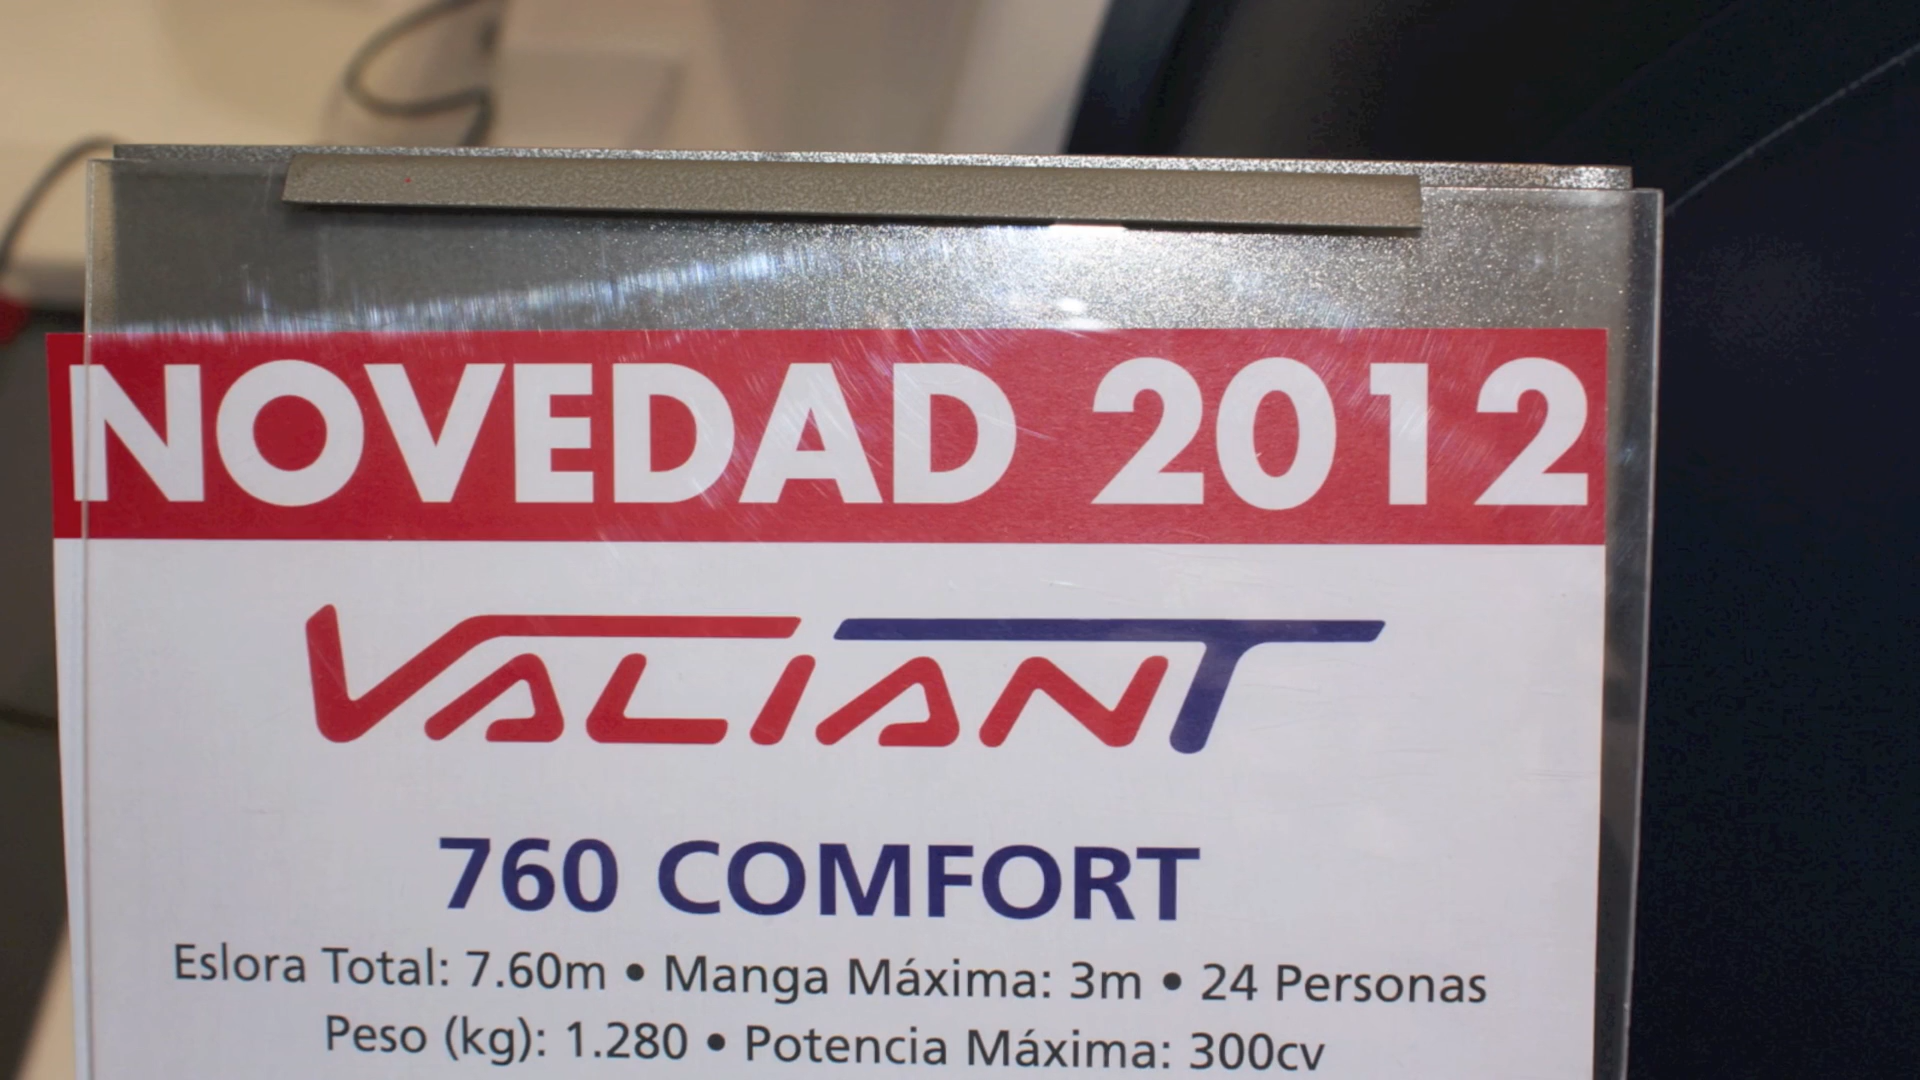 NOVEDAD 2012
VALIANT
760 COMFORT
Eslora Total: 7.60m • Manga Máxima: 3m • 24 Personas
Peso (kg): 1.280 • Potencia Máxima: 300cv